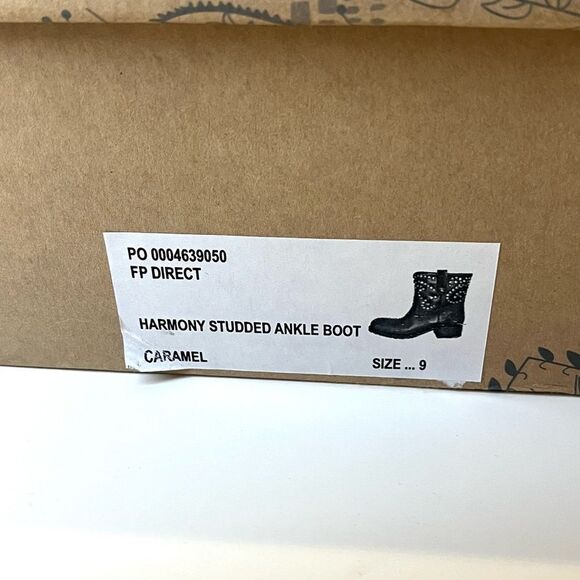 PO 0004639050
FP DIRECT
HARMONY STUDDED ANKLE BOOT
CARAMEL SIZE ... 9